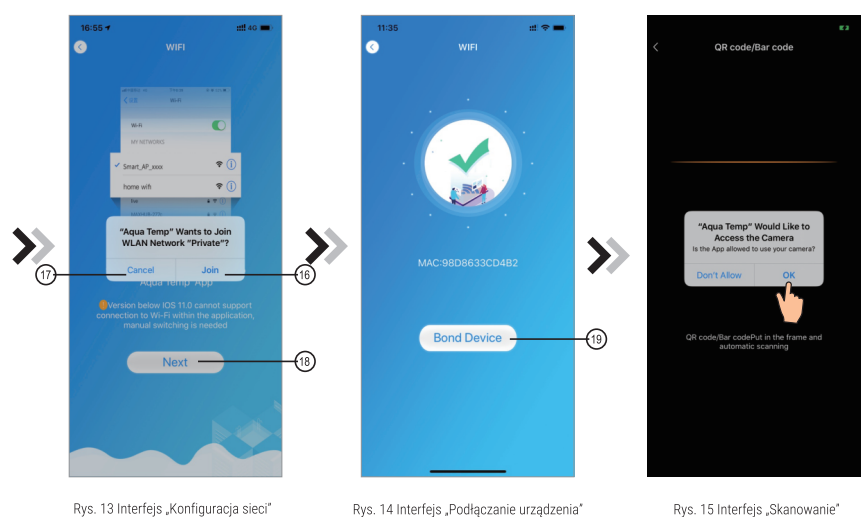 16:55
4G
WIFI
Wi-Fi
Wi-Fi
MY NETWORKS
Smart_AP_xxxx
home wifi
"Aqua Temp" Wants to Join
WLAN Network "Private"?
Cancel
Join
Aqua Temp App
Version below IOS 11.0 cannot support
connection to Wi-Fi within the application,
manual switching is needed
Next
17
16
18
Rys. 13 Interfejs „Konfiguracja sieci”
11:35
WIFI
MAC:98D8633CD4B2
Bond Device
19
Rys. 14 Interfejs „Podłączanie urządzenia”
QR code/Bar code
"Aqua Temp" Would Like to
Access the Camera
Is the App allowed to use your camera?
Don't Allow
OK
QR code/Bar codePut in the frame and
automatic scanning
Rys. 15 Interfejs „Skanowanie”